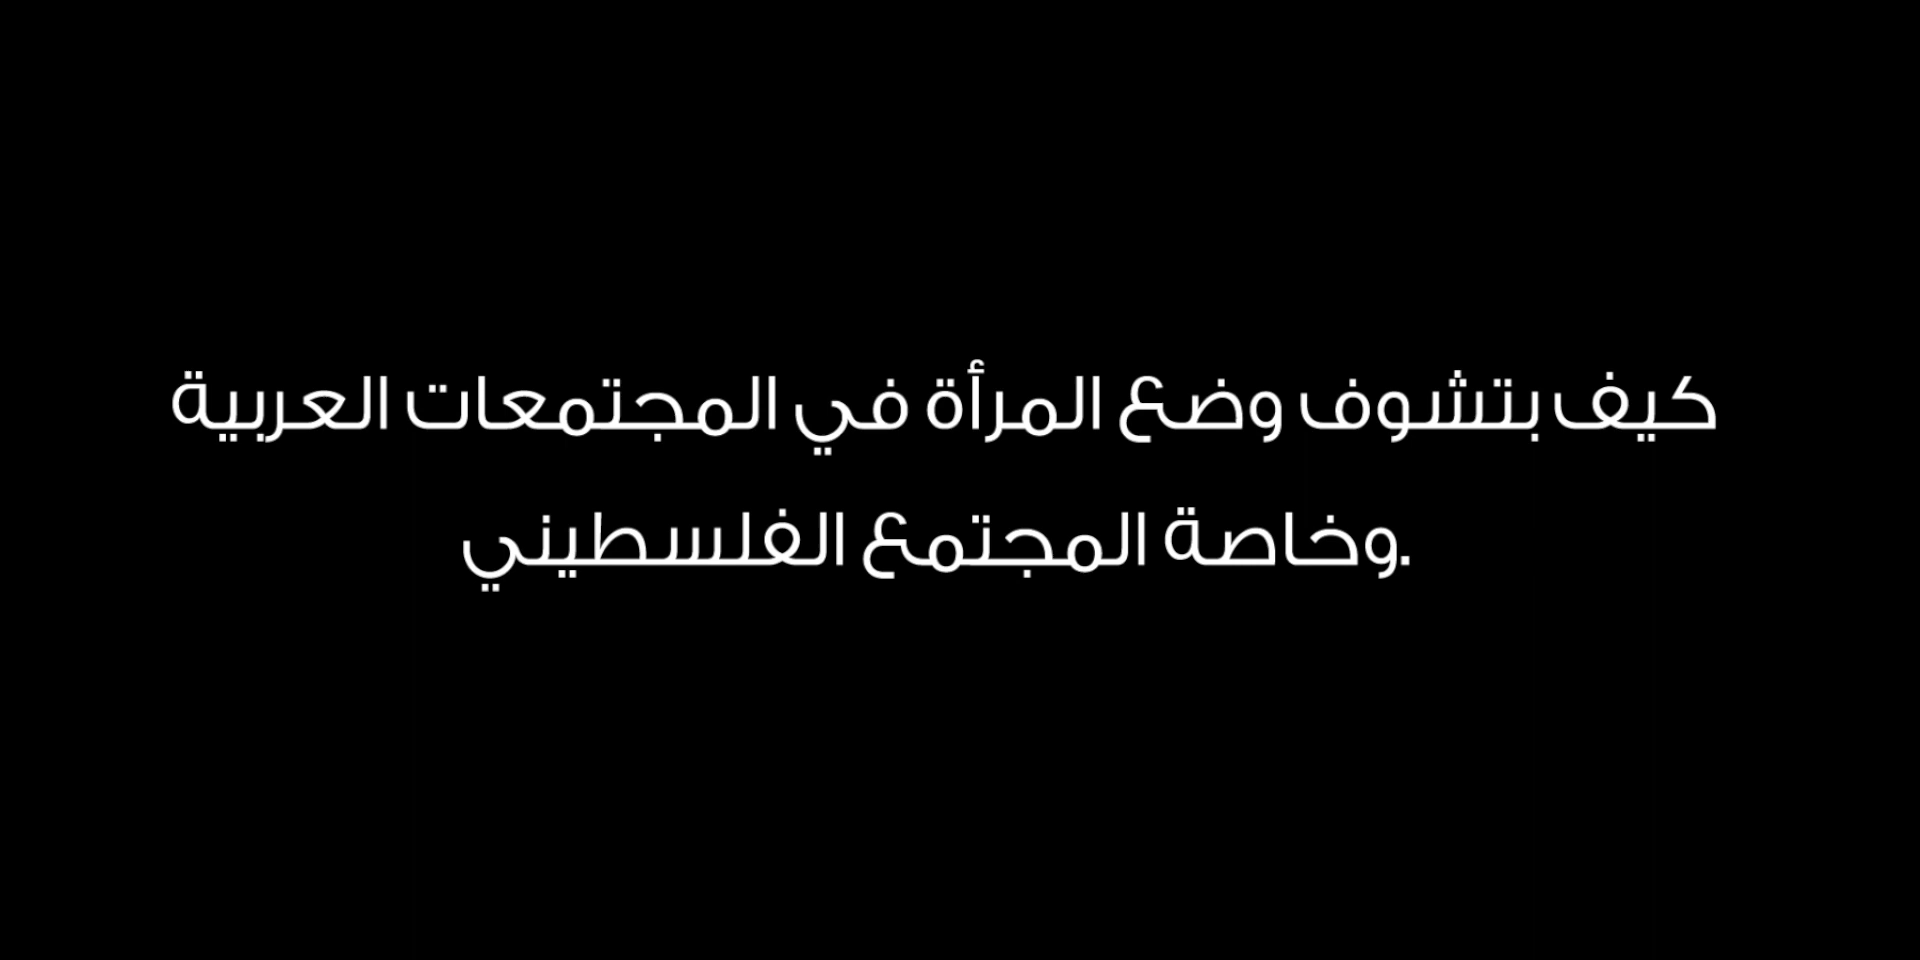 كيف بتشوف وضع المرأة في المجتمعات العربية
.وخاصة المجتمع الفلسطيني